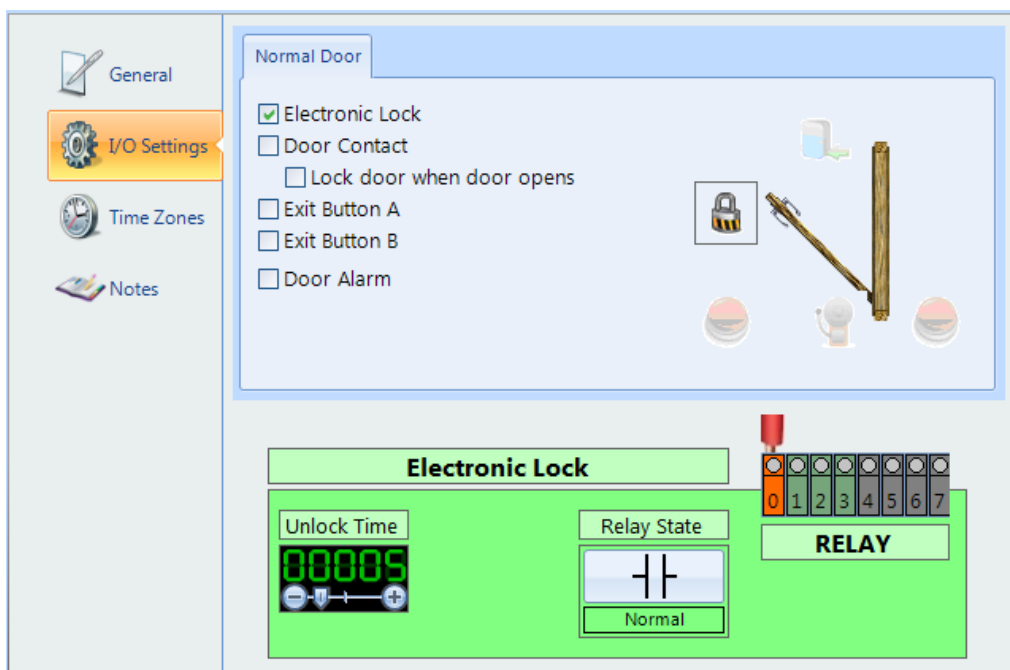 General
I/O Settings
Time Zones
Notes
Normal Door
Electronic Lock
Door Contact
Lock door when door opens
Exit Button A
Exit Button B
Door Alarm
Electronic Lock
Unlock Time
00005
Relay State
Normal
0 1 2 3 4 5 6 7
RELAY